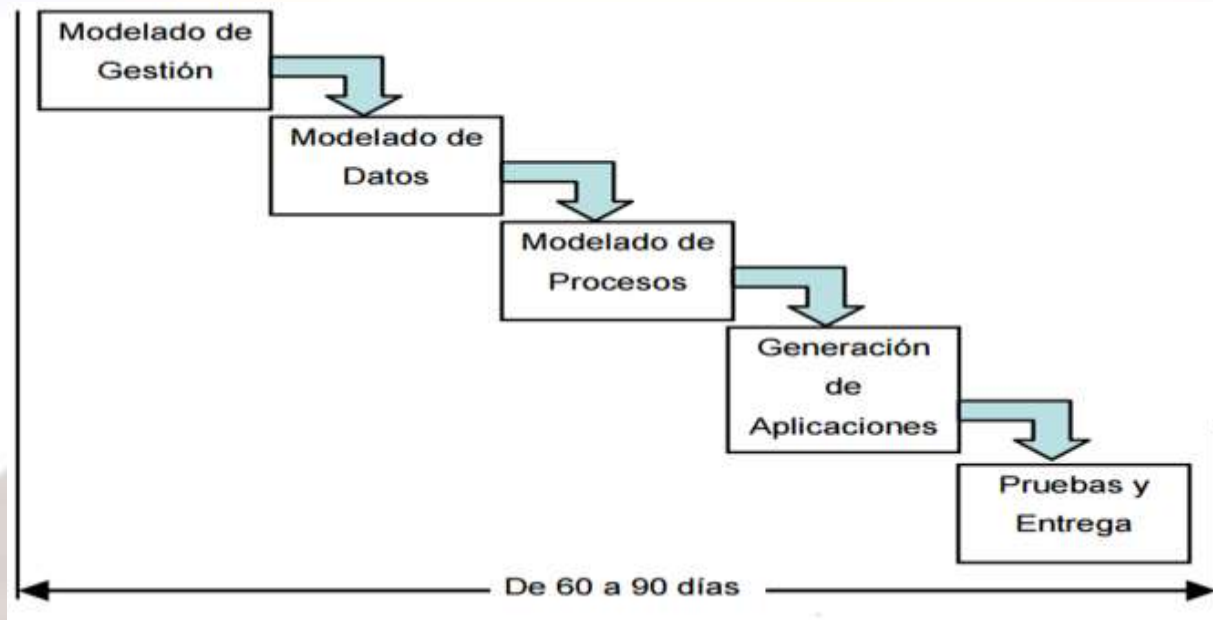 Modelado de
Gestión
Modelado de
Datos
Modelado de
Procesos
Generación
de
Aplicaciones
Pruebas y
Entrega
De 60 a 90 días